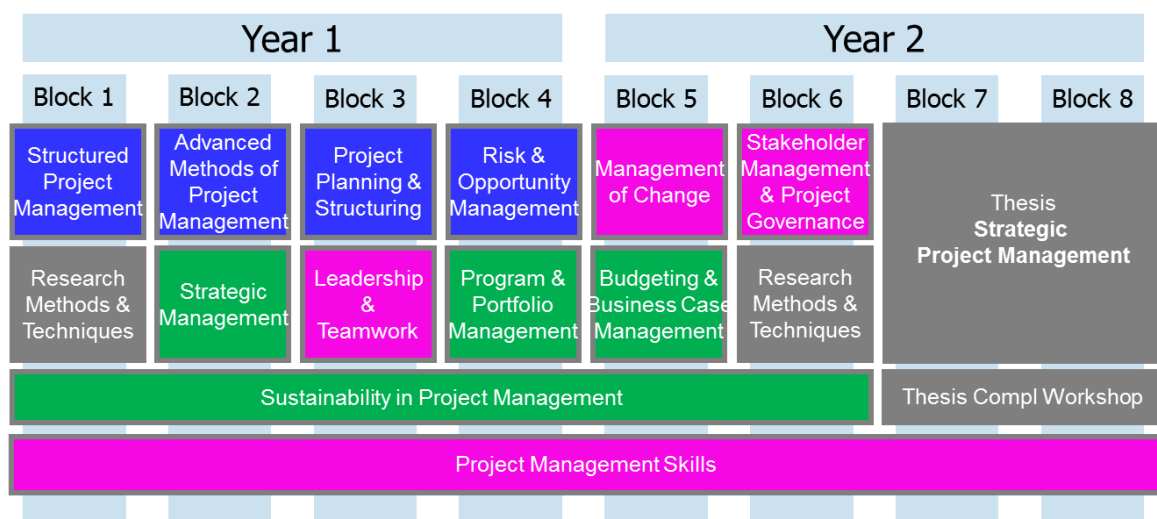 Year 1
Year 2
Block 1
Block 2
Block 3
Block 4
Block 5
Block 6
Block 7
Block 8
Structured
Project
Management
Advanced
Methods of
Project
Management
Project
Planning &
Structuring
Risk &
Opportunity
Management
Management
of Change
Stakeholder
Management
& Project
Governance
Thesis
Strategic
Project Management
Research
Methods &
Techniques
Strategic
Management
Leadership
&
Teamwork
Program &
Portfolio
Management
Budgeting &
Business Case
Management
Research
Methods &
Techniques
Sustainability in Project Management
Thesis Compl Workshop
Project Management Skills